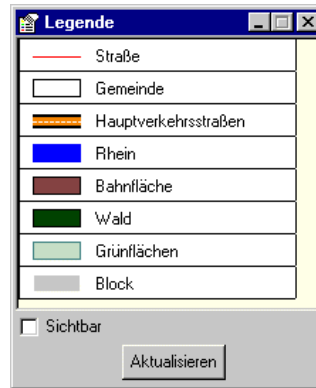 Legende
Straße
Gemeinde
Hauptverkehrsstraßen
Rhein
Bahnfläche
Wald
Grünflächen
Block
Sichtbar
Aktualisieren